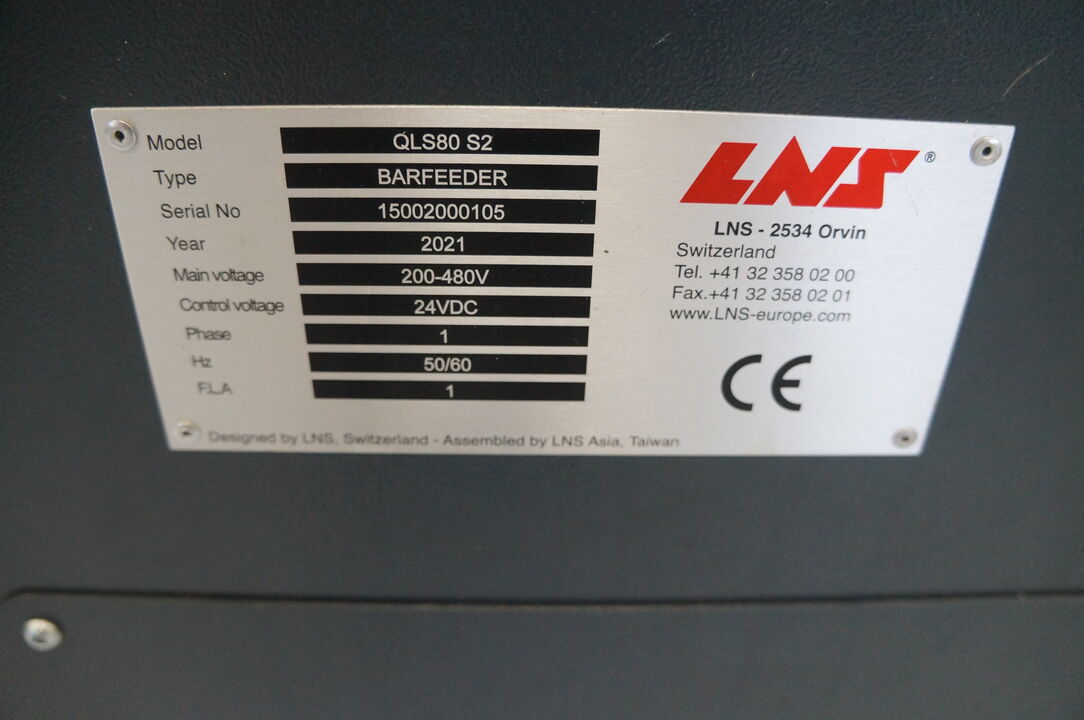 Model QLS80 S2
Type BARFEEDER
Serial No 15002000105
Year 2021
Main voltage 200-480V
Control voltage 24VDC
Phase 1
Hz 50/60
F.L.A 1
Designed by LNS, Switzerland - Assembled by LNS Asia, Taiwan
LNS®
LNS - 2534 Orvin
Switzerland
Tel. +41 32 358 02 00
Fax.+41 32 358 02 01
www.LNS-europe.com
CE